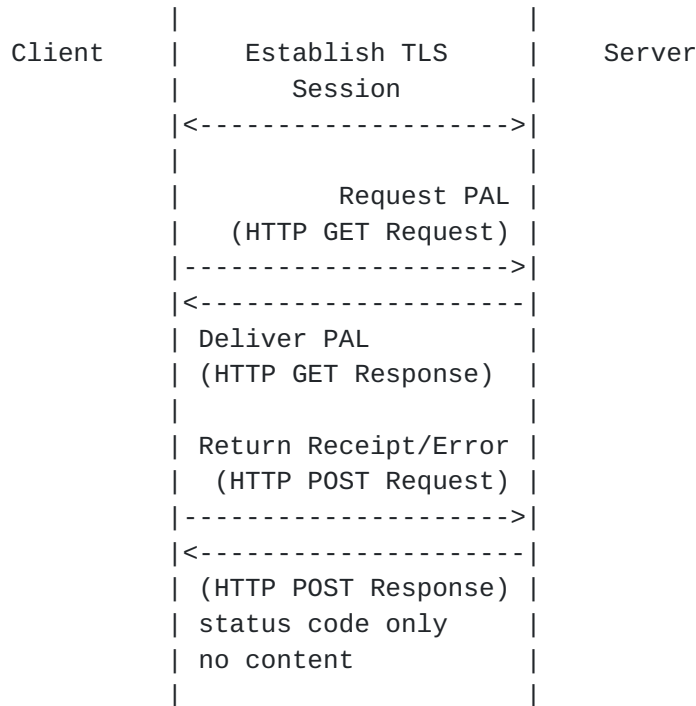 Client Establish TLS Server
Session
Request PAL
(HTTP GET Request)
Deliver PAL
(HTTP GET Response)
Return Receipt/Error
(HTTP POST Request)
(HTTP POST Response)
status code only
no content